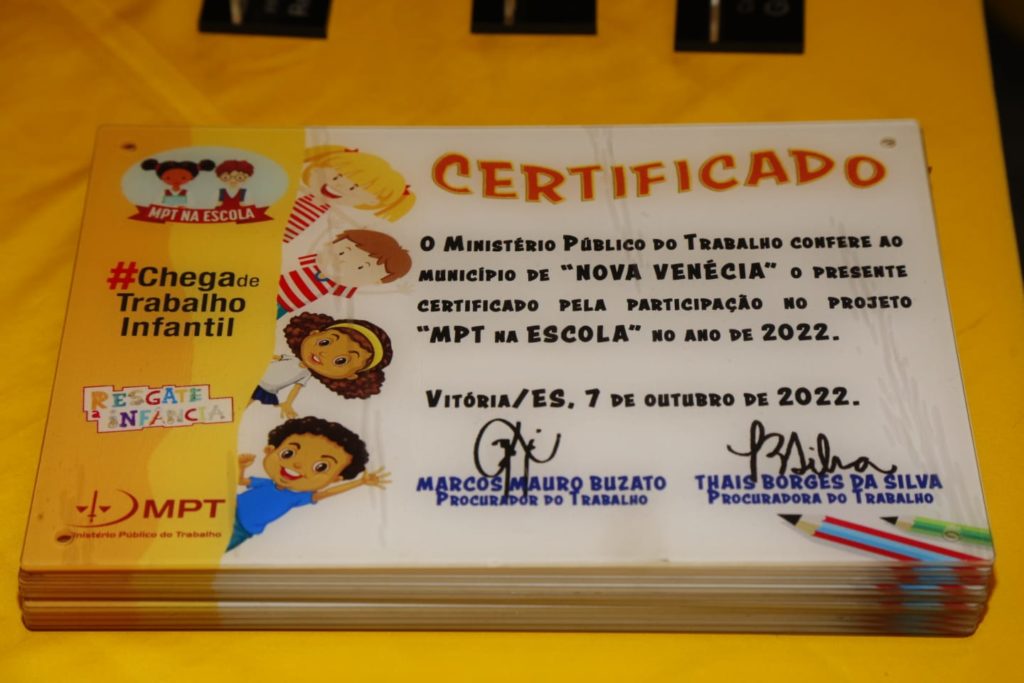 MPT NA ESCOLA
#Chega de
Trabalho
Infantil
RESGATE
a INFÂNCIA
MPT
Ministério Público do Trabalho
CERTIFICADO
O Ministério Público do Trabalho confere ao
município de "NOVA VENÉCIA" o presente
certificado pela participação no projeto
"MPT na ESCOLA" no ano de 2022.
Vitória/ES, 7 de outubro de 2022.
MARCOS MAURO BUZATO
Procurador do Trabalho
THAIS BORGES DA SILVA
Procuradora do Trabalho